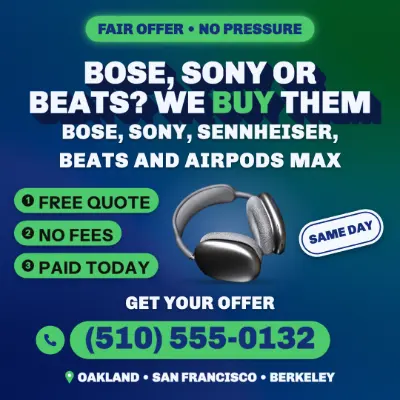 FAIR OFFER • NO PRESSURE
BOSE, SONY OR
BEATS? WE BUY THEM
BOSE, SONY, SENNHEISER,
BEATS AND AIRPODS MAX
1 FREE QUOTE
2 NO FEES
3 PAID TODAY
SAME DAY
GET YOUR OFFER
(510) 555-0132
OAKLAND • SAN FRANCISCO • BERKELEY